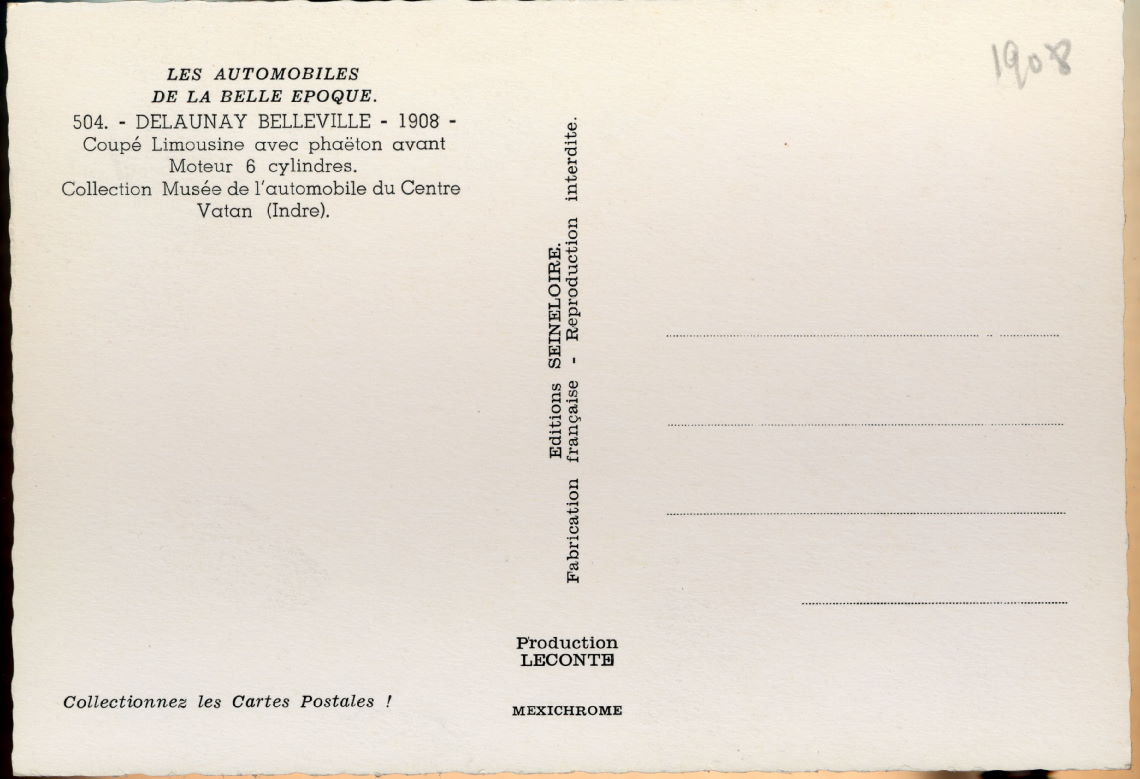 LES AUTOMOBILES
DE LA BELLE EPOQUE.
504. - DELAUNAY BELLEVILLE - 1908 -
Coupé Limousine avec phaëton avant
Moteur 6 cylindres.
Collection Musée de l'automobile du Centre
Vatan (Indre).
Collectionnez les Cartes Postales !
Editions SEINELOIRE.
Fabrication française - Reproduction interdite.
Production
LECONTE
MEXICHROME
1908